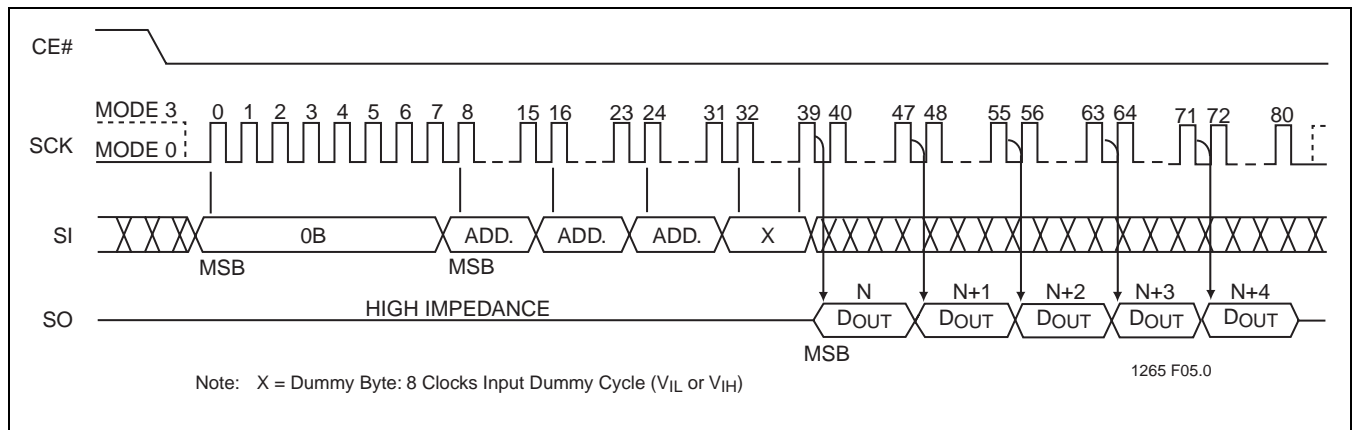 CE#
MODE 3
0 1 2 3 4 5 6 7 8 15 16 23 24 31 32 39 40 47 48 55 56 63 64 71 72 80
SCK
MODE 0
SI
0B ADD. ADD. ADD. X
MSB MSB
N N+1 N+2 N+3 N+4
HIGH IMPEDANCE
SO
DOUT DOUT DOUT DOUT DOUT
MSB
1265 F05.0
Note: X = Dummy Byte: 8 Clocks Input Dummy Cycle (VIL or VIH)